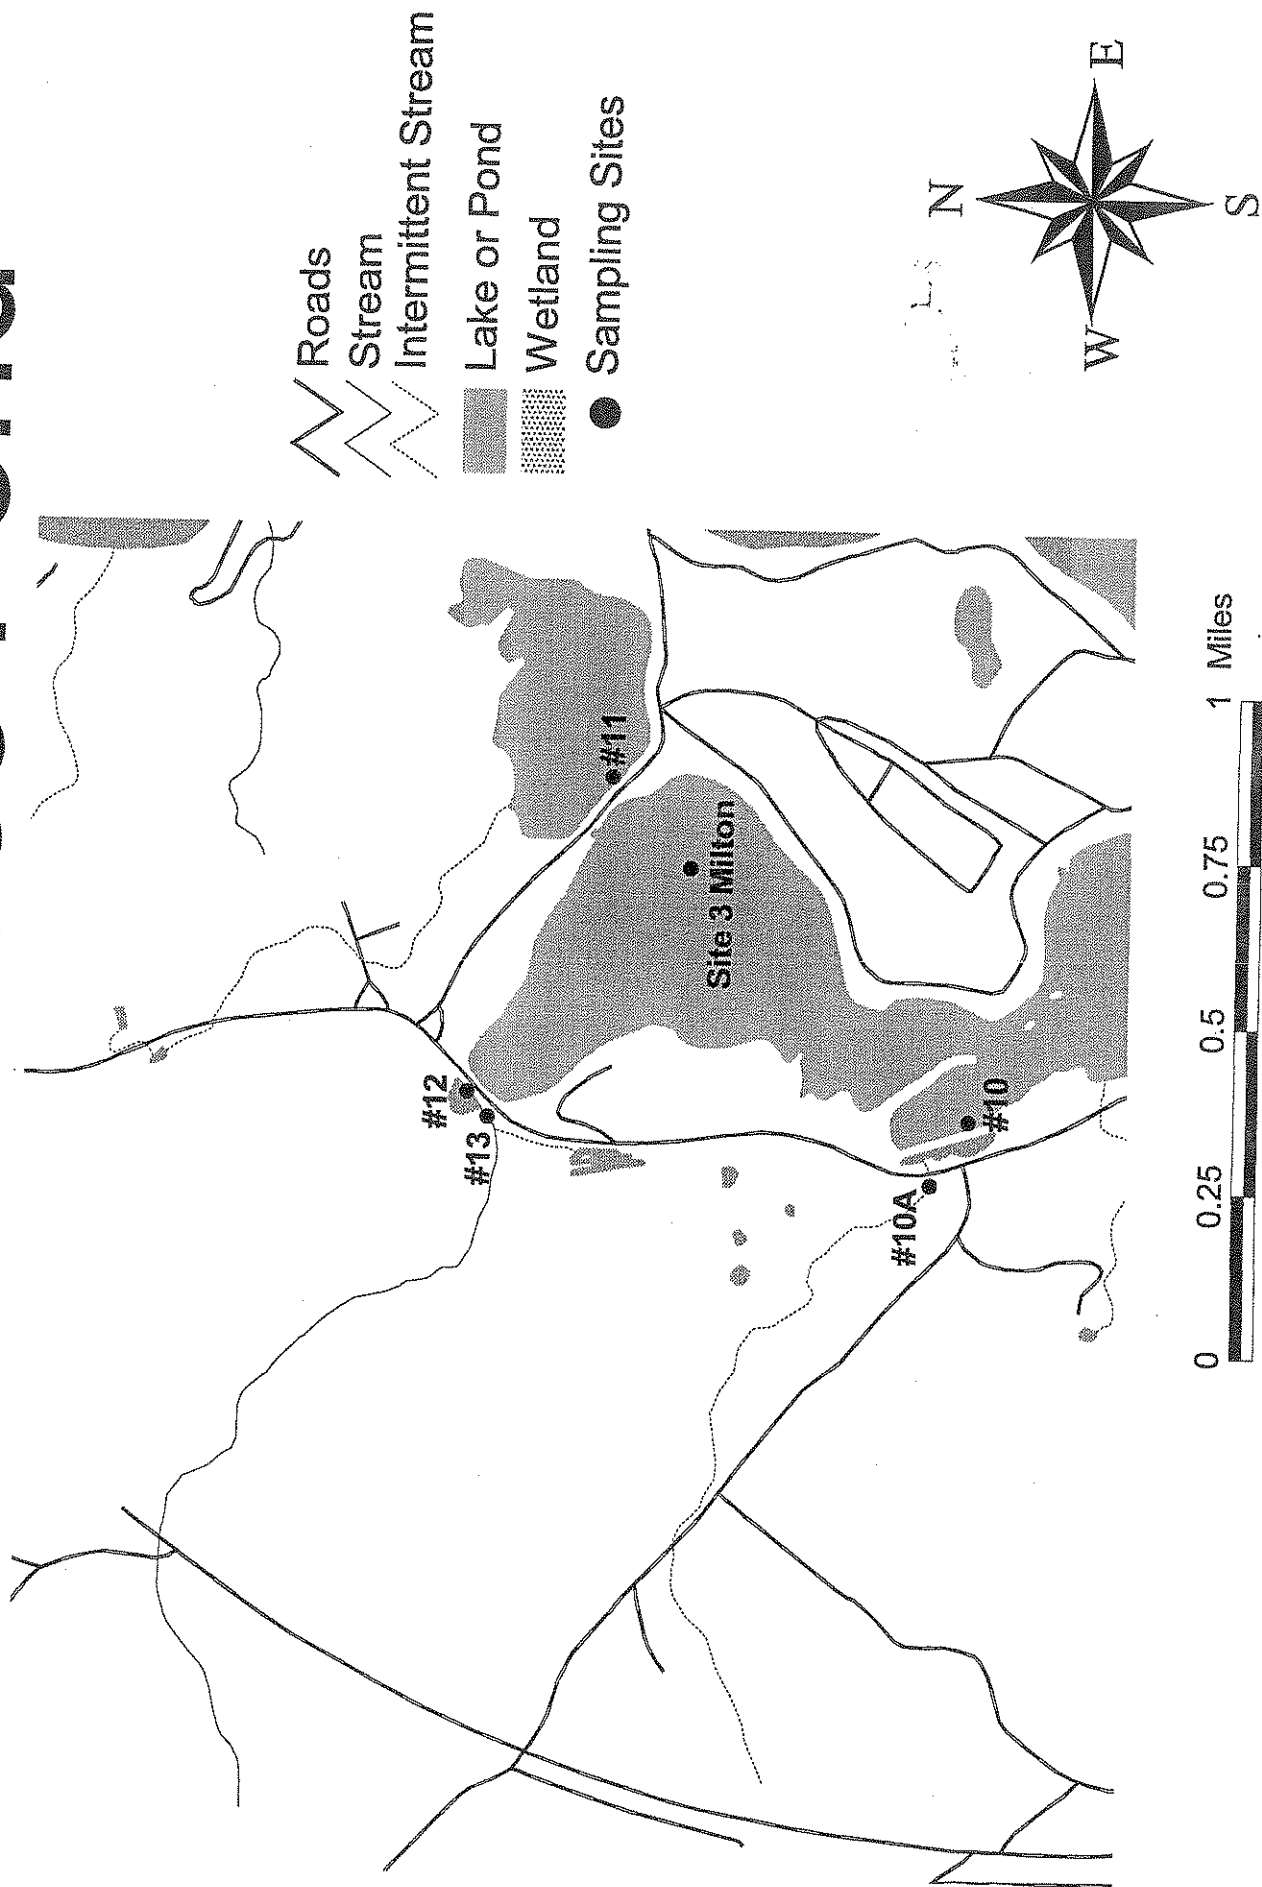 Roads
Stream
Intermittent Stream
Lake or Pond
Wetland
Sampling Sites
#12
#13
#11
Site 3 Milton
#10A
#10
N
W
E
S
0
0.25
0.5
0.75
1
Miles